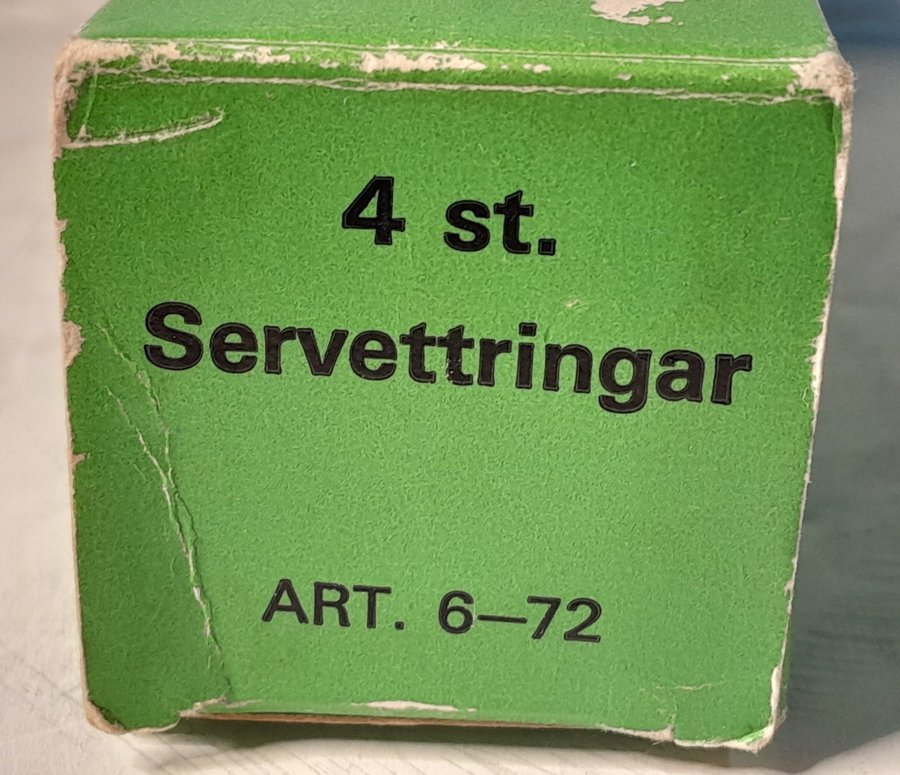 4 st.
Servettringar
ART. 6—72